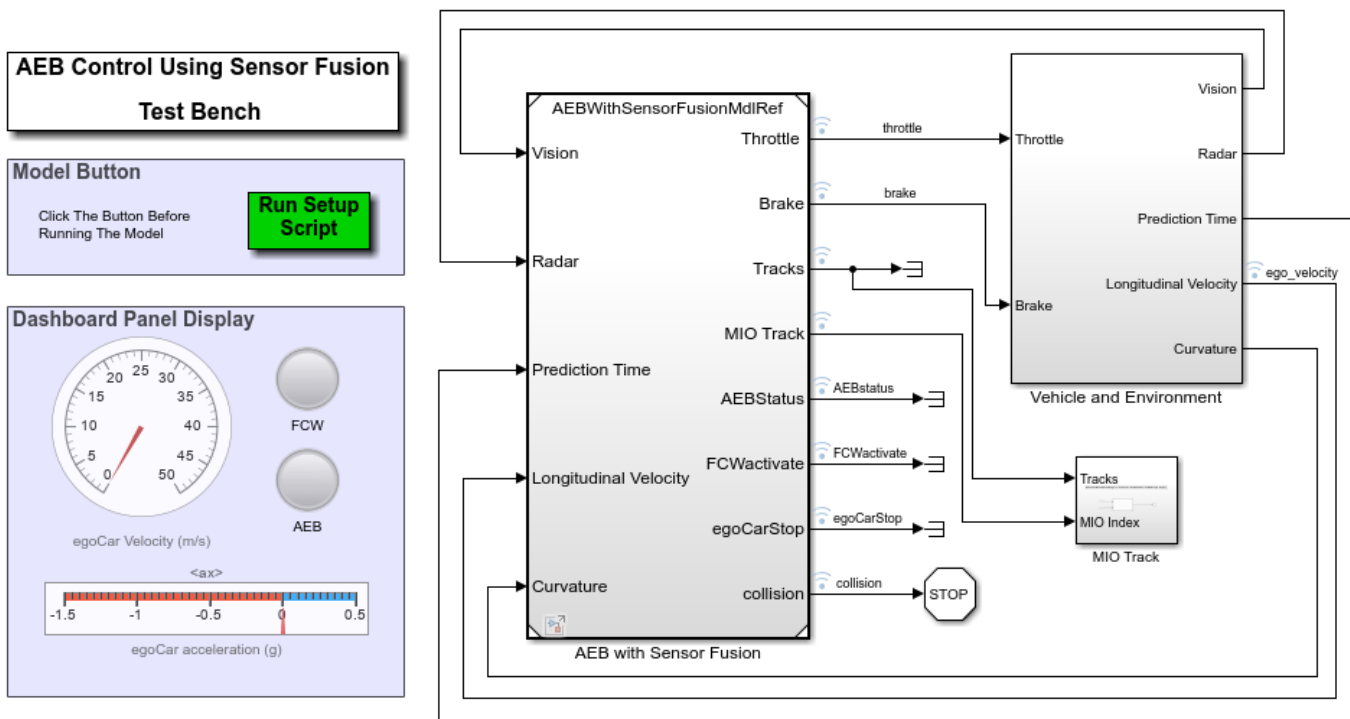 AEB Control Using Sensor Fusion
Test Bench
Model Button
Click The Button Before
Running The Model
Run Setup
Script
Dashboard Panel Display
0
5
10
15
20
25
30
35
40
45
50
egoCar Velocity (m/s)
FCW
AEB
<ax>
-1.5
-1
-0.5
0
0.5
egoCar acceleration (g)
AEBWithSensorFusionMdlRef
Vision
Radar
Prediction Time
Longitudinal Velocity
Curvature
Throttle
Brake
Tracks
MIO Track
AEBStatus
FCWactivate
egoCarStop
collision
AEB with Sensor Fusion
throttle
brake
AEBstatus
FCWactivate
egoCarStop
collision
STOP
Throttle
Brake
Vision
Radar
Prediction Time
Longitudinal Velocity
Curvature
ego_velocity
Vehicle and Environment
Tracks
MIO Index
MIO Track